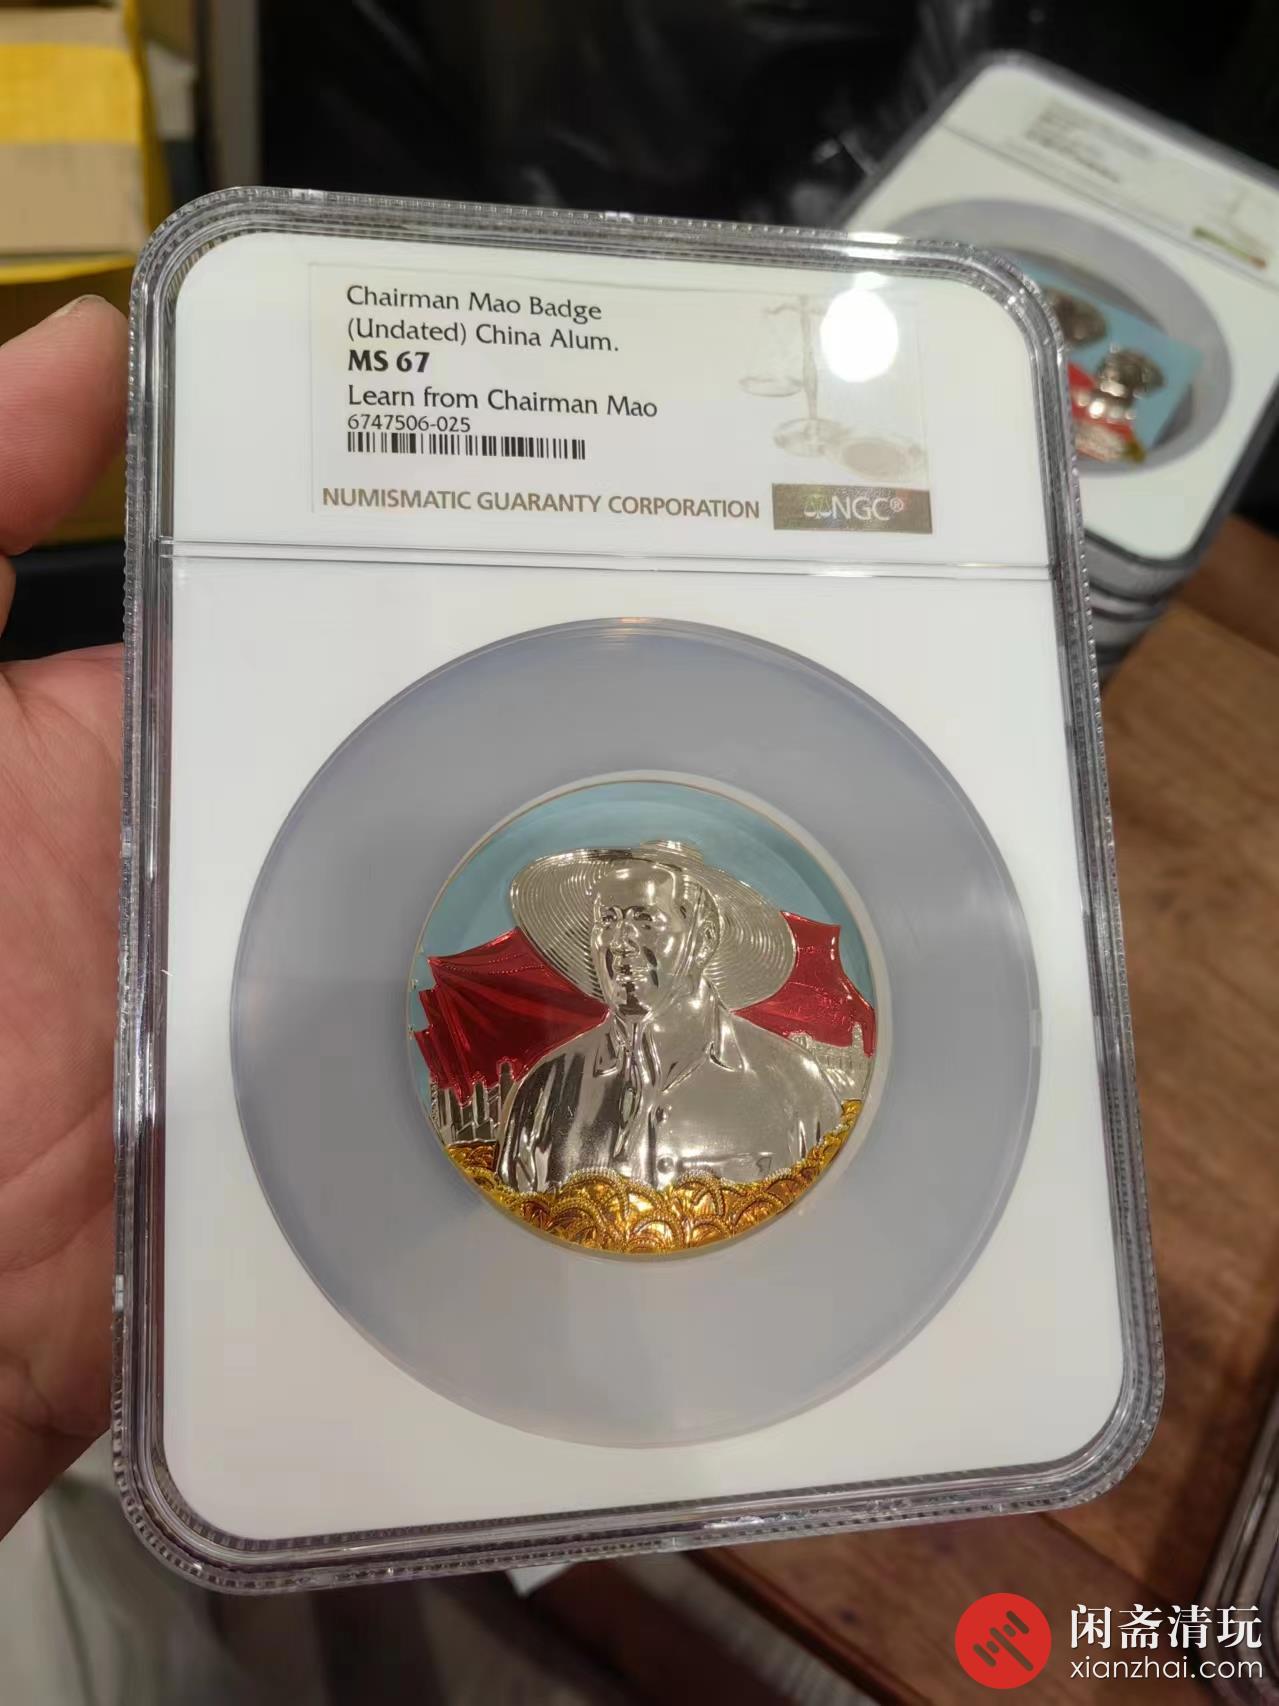 Chairman Mao Badge
(Undated) China Alum.
MS 67
Learn from Chairman Mao
6747506-025
NUMISMATIC GUARANTY CORPORATION
NGC®
闲斋清玩
xianzhai.com